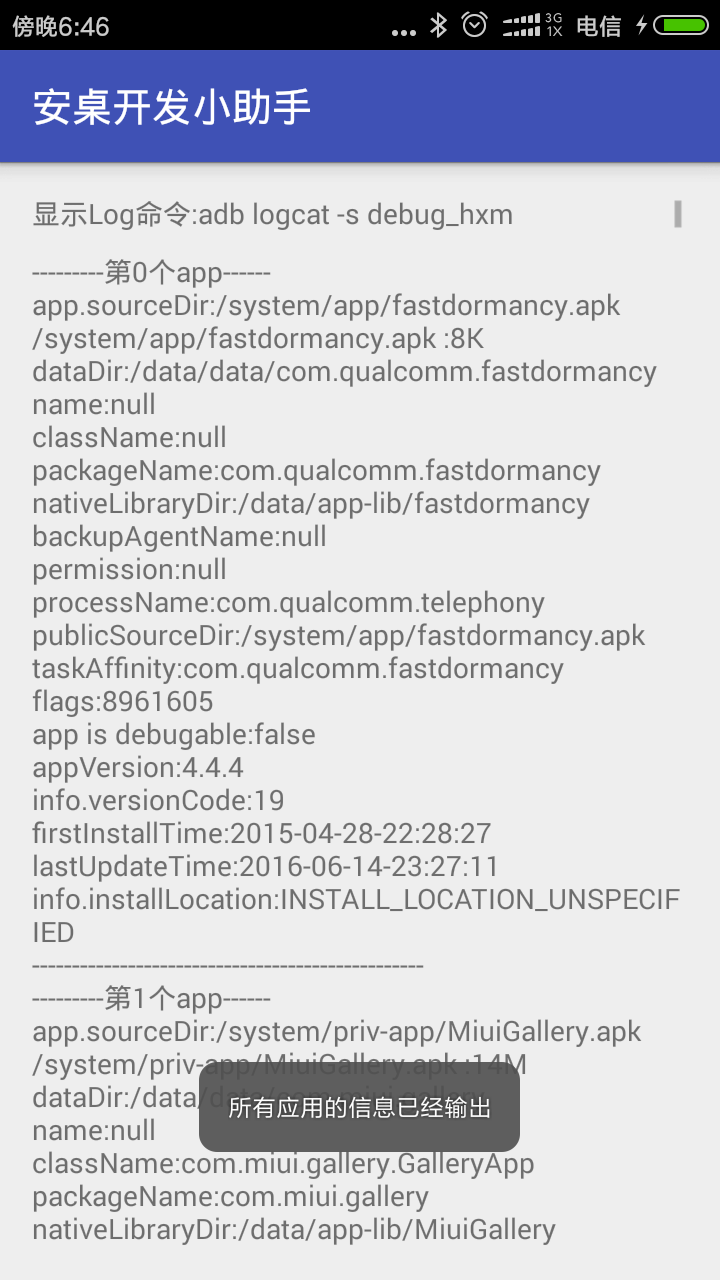 傍晚6:46
3G
1X
电信
安桌开发小助手
显示Log命令:adb logcat -s debug_hxm
---------第0个app------
app.sourceDir:/system/app/fastdormancy.apk
/system/app/fastdormancy.apk :8K
dataDir:/data/data/com.qualcomm.fastdormancy
name:null
className:null
packageName:com.qualcomm.fastdormancy
nativeLibraryDir:/data/app-lib/fastdormancy
backupAgentName:null
permission:null
processName:com.qualcomm.telephony
publicSourceDir:/system/app/fastdormancy.apk
taskAffinity:com.qualcomm.fastdormancy
flags:8961605
app is debugable:false
appVersion:4.4.4
info.versionCode:19
firstInstallTime:2015-04-28-22:28:27
lastUpdateTime:2016-06-14-23:27:11
info.installLocation:INSTALL_LOCATION_UNSPECIF
IED
-------------------------------------------------
---------第1个app------
app.sourceDir:/system/priv-app/MiuiGallery.apk
/system/priv-app/MiuiGallery.apk :14M
dataDir:/data/data/com.miui.gallery
所有应用的信息已经输出
name:null
className:com.miui.gallery.GalleryApp
packageName:com.miui.gallery
nativeLibraryDir:/data/app-lib/MiuiGallery